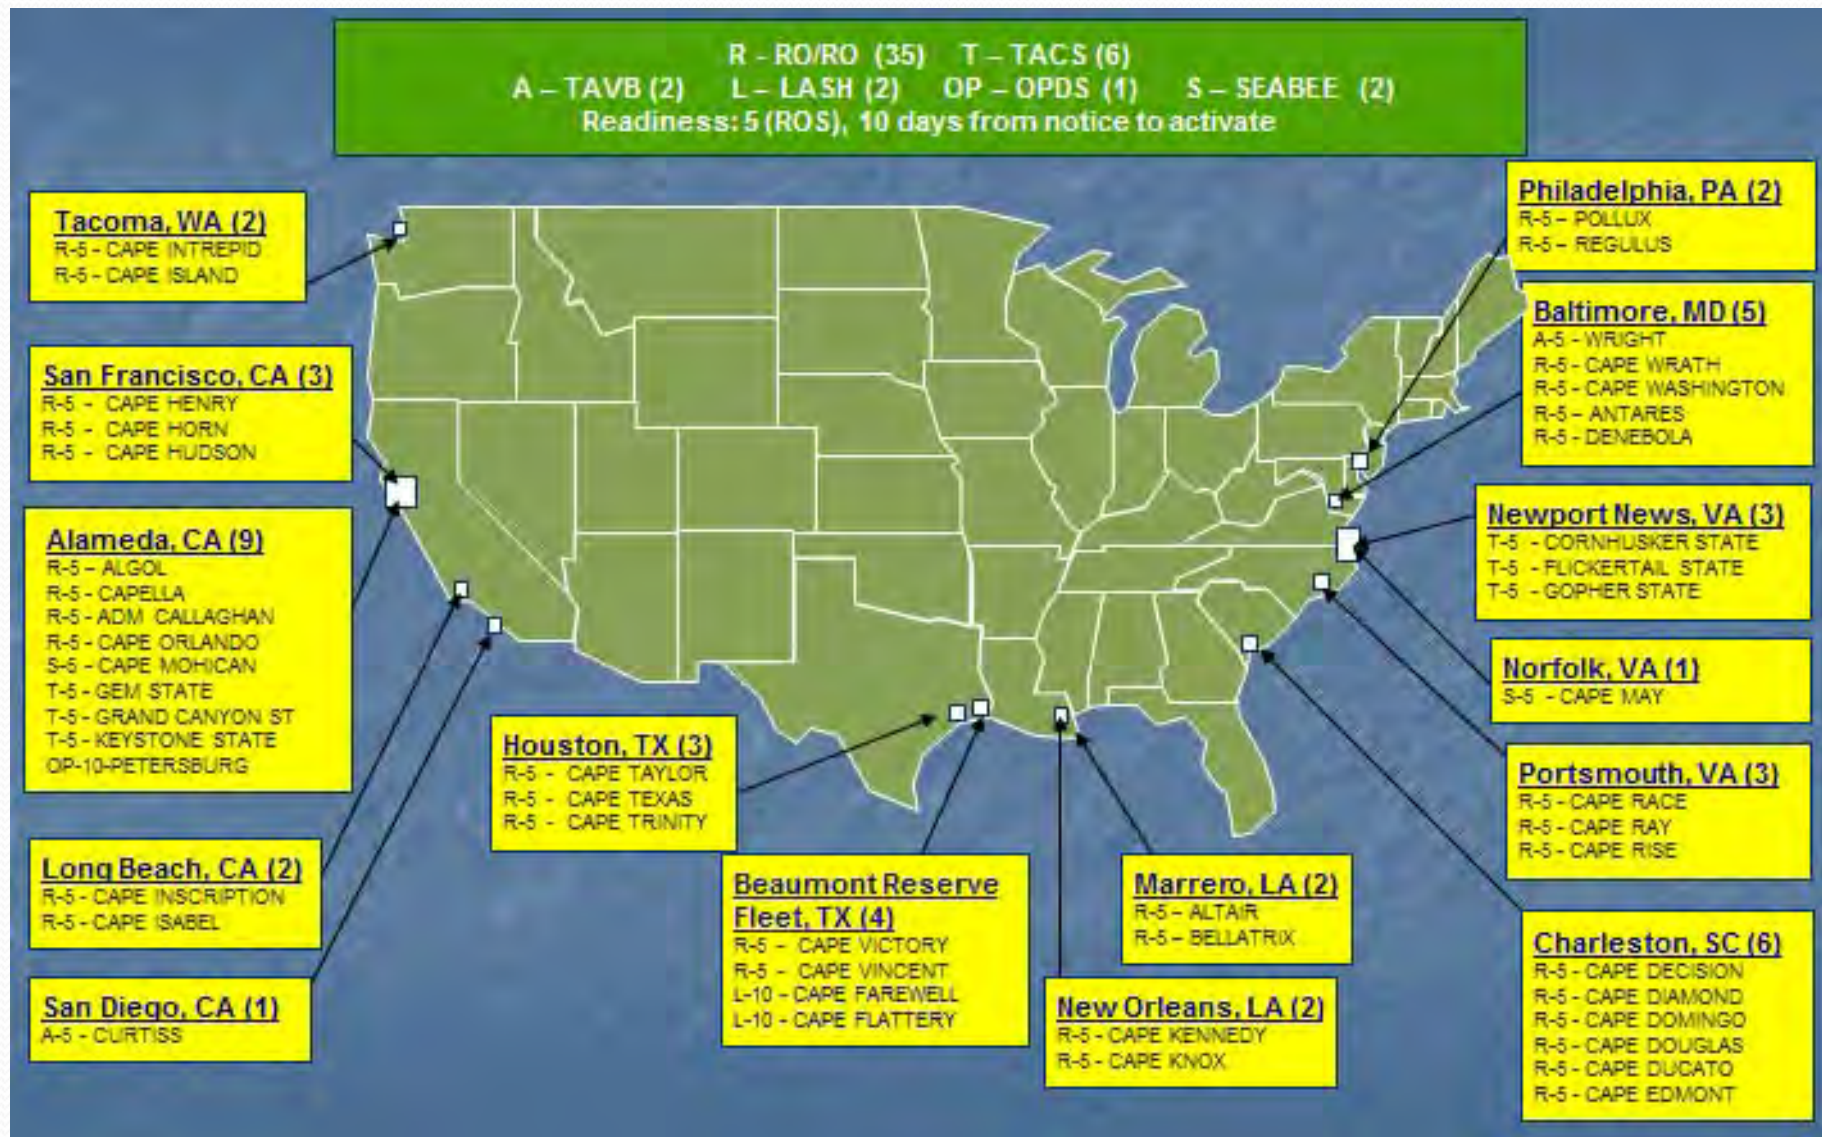 R - RO/RO (35) T – TACS (6)
A – TAVB (2) L – LASH (2) OP – OPDS (1) S – SEABEE (2)
Readiness: 5 (ROS), 10 days from notice to activate
Tacoma, WA (2)
R-5 - CAPE INTREPID
R-5 - CAPE ISLAND
San Francisco, CA (3)
R-5 - CAPE HENRY
R-5 - CAPE HORN
R-5 - CAPE HUDSON
Alameda, CA (9)
R-5 – ALGOL
R-5 - CAPELLA
R-5 - ADM CALLAGHAN
R-5 - CAPE ORLANDO
S-5 - CAPE MOHICAN
T-5 - GEM STATE
T-5 - GRAND CANYON ST
T-5 - KEYSTONE STATE
OP-10-PETERSBURG
Long Beach, CA (2)
R-5 - CAPE INSCRIPTION
R-5 - CAPE ISABEL
San Diego, CA (1)
A-5 - CURTISS
Houston, TX (3)
R-5 - CAPE TAYLOR
R-5 - CAPE TEXAS
R-5 - CAPE TRINITY
Beaumont Reserve
Fleet, TX (4)
R-5 - CAPE VICTORY
R-5 - CAPE VINCENT
L-10 - CAPE FAREWELL
L-10 - CAPE FLATTERY
Marrero, LA (2)
R-5 – ALTAIR
R-5 – BELLATRIX
New Orleans, LA (2)
R-5 - CAPE KENNEDY
R-5 - CAPE KNOX
Philadelphia, PA (2)
R-5 – POLLUX
R-5 – REGULUS
Baltimore, MD (5)
A-5 - WRIGHT
R-5 - CAPE WRATH
R-5 - CAPE WASHINGTON
R-5 – ANTARES
R-5 - DENEBOLA
Newport News, VA (3)
T-5 - CORNHUSKER STATE
T-5 - FLICKERTAIL STATE
T-5 - GOPHER STATE
Norfolk, VA (1)
S-5 - CAPE MAY
Portsmouth, VA (3)
R-5 - CAPE RACE
R-5 - CAPE RAY
R-5 - CAPE RISE
Charleston, SC (6)
R-5 - CAPE DECISION
R-5 - CAPE DIAMOND
R-5 - CAPE DOMINGO
R-5 - CAPE DOUGLAS
R-5 - CAPE DUCATO
R-5 - CAPE EDMONT